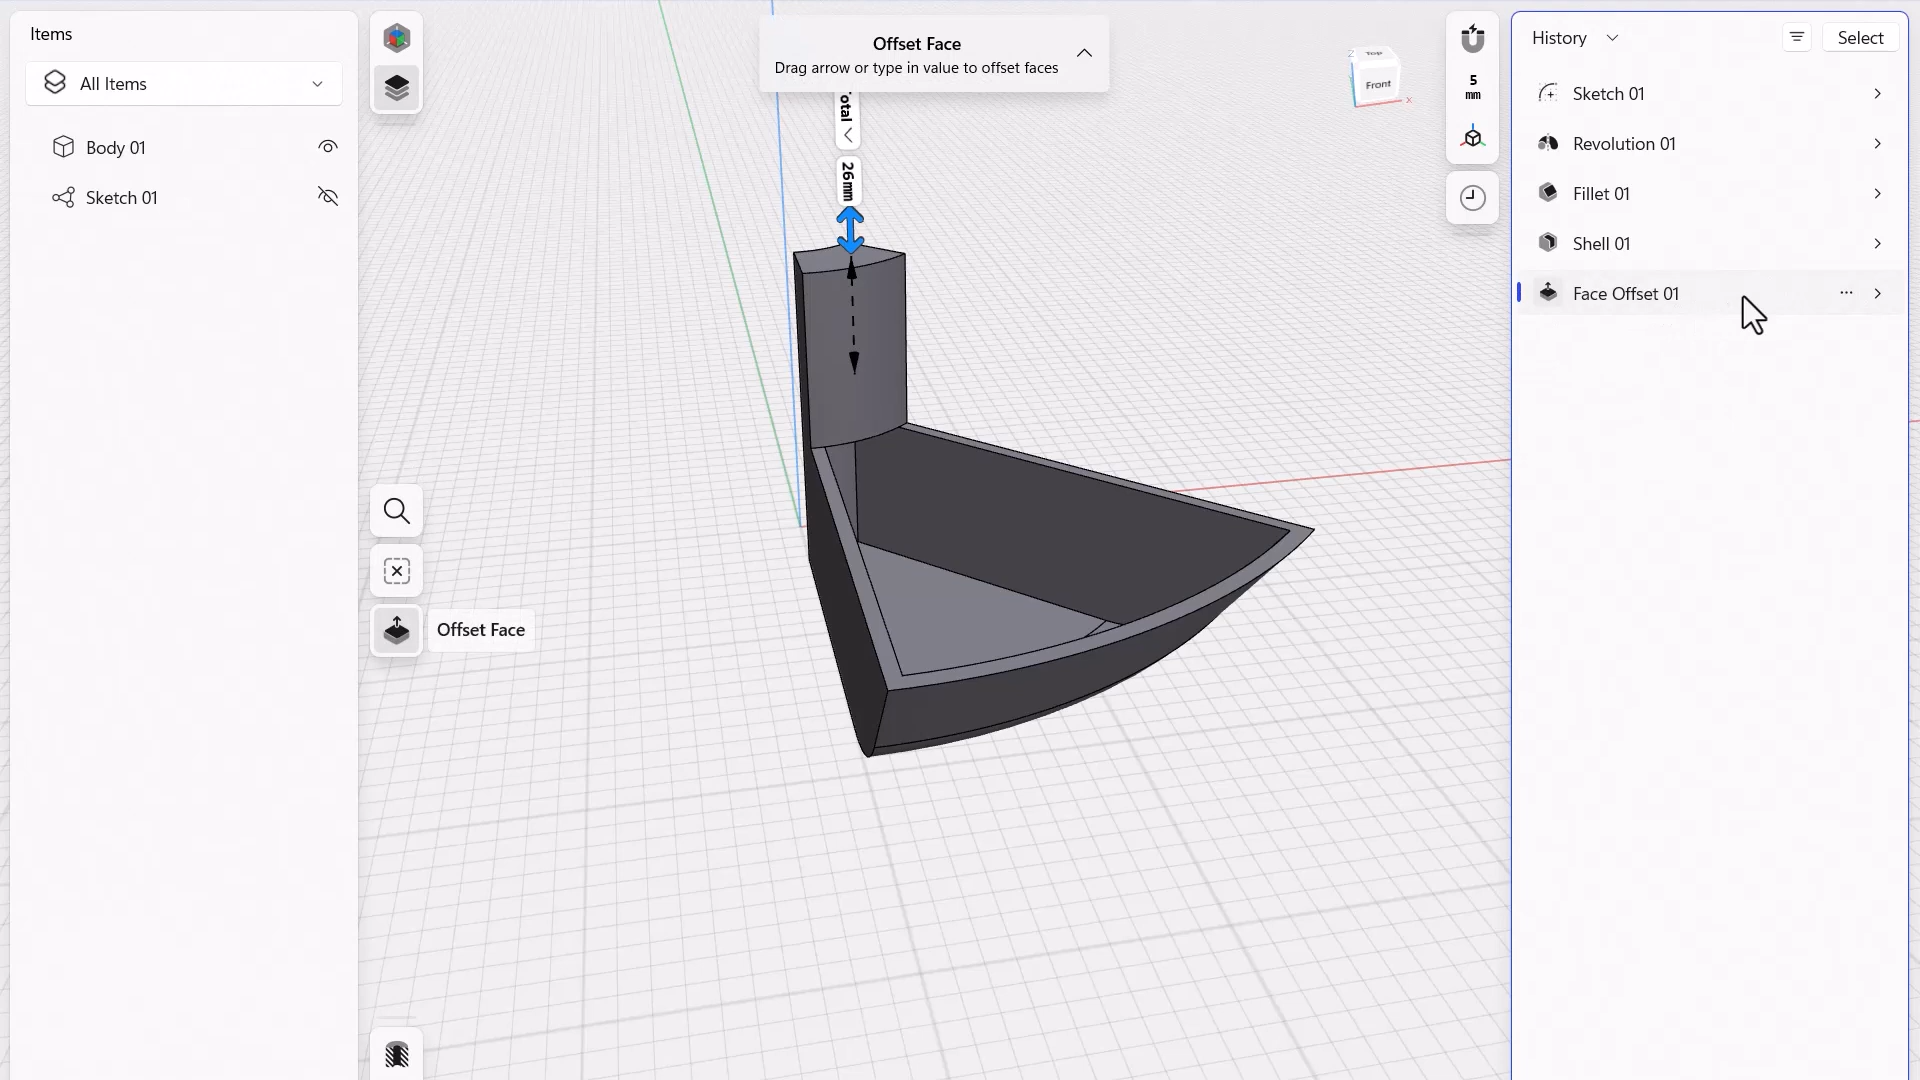 Items
All Items
Body 01
Sketch 01
Offset Face
Offset Face
Drag arrow or type in value to offset faces
26mm
Top
Front
Z
X
5
mm
History
Select
Sketch 01
Revolution 01
Fillet 01
Shell 01
Face Offset 01